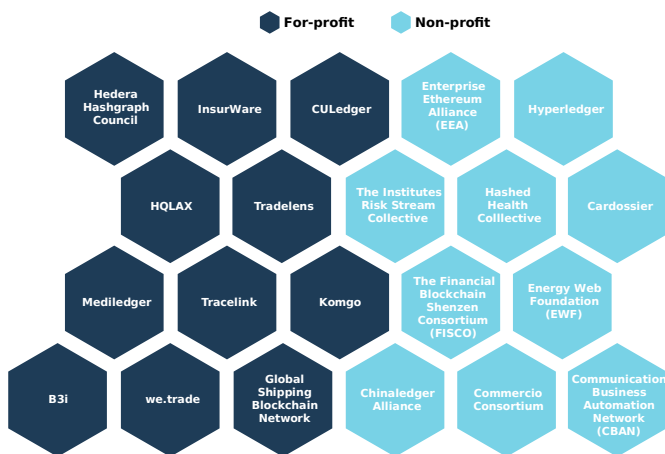 For-profit
Non-profit
Hedera
Hashgraph
Council
InsurWare
CULedger
Enterprise
Ethereum
Alliance
(EEA)
Hyperledger
HQLAX
Tradelens
The Institutes
Risk Stream
Collective
Hashed
Health
Colllective
Cardossier
Mediledger
Tracelink
Komgo
The Financial
Blockchain
Shenzen
Consortium
(FISCO)
Energy Web
Foundation
(EWF)
B3i
we.trade
Global
Shipping
Blockchain
Network
Chinaledger
Alliance
Commercio
Consortium
Communication
Business
Automation
Network
(CBAN)